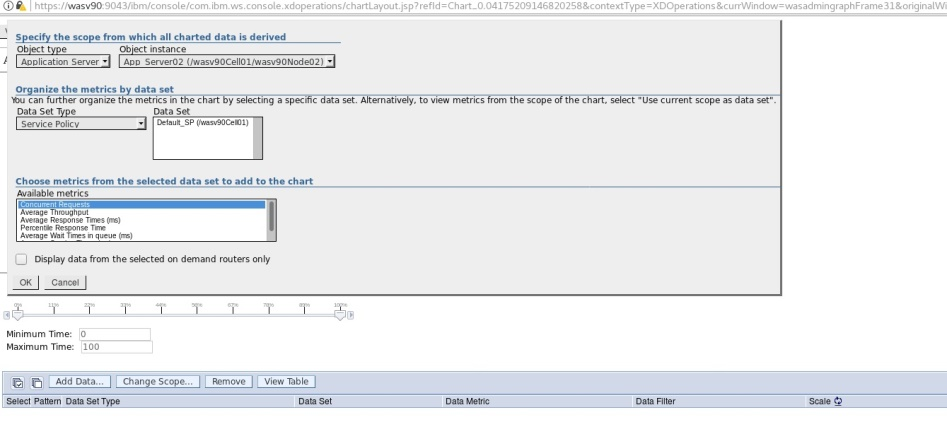 https://wasv90:9043/ibm/console/com.ibm.ws.console.xdoperations/chartLayout.jsp?refId=Chart_0.04175209146820258&contextType=XDOperations&currWindow=wasadmingraphFrame31&originalWi
Specify the scope from which all charted data is derived
Object type Object instance
Application Server App_Server02 (/wasv90Cell01/wasv90Node02)
Organize the metrics by data set
You can further organize the metrics in the chart by selecting a specific data set. Alternatively, to view metrics from the scope of the chart, select "Use current scope as data set".
Data Set Type Data Set
Service Policy Default_SP (/wasv90Cell01)
Choose metrics from the selected data set to add to the chart
Available metrics
Concurrent Requests
Average Throughput
Average Response Times (ms)
Percentile Response Time
Average Wait Times in queue (ms)
Display data from the selected on demand routers only
OK Cancel
0% 11% 22% 33% 44% 56% 67% 78% 89% 100%
Minimum Time: 0
Maximum Time: 100
Add Data... Change Scope... Remove View Table
Select Pattern Data Set Type Data Set Data Metric Data Filter Scale